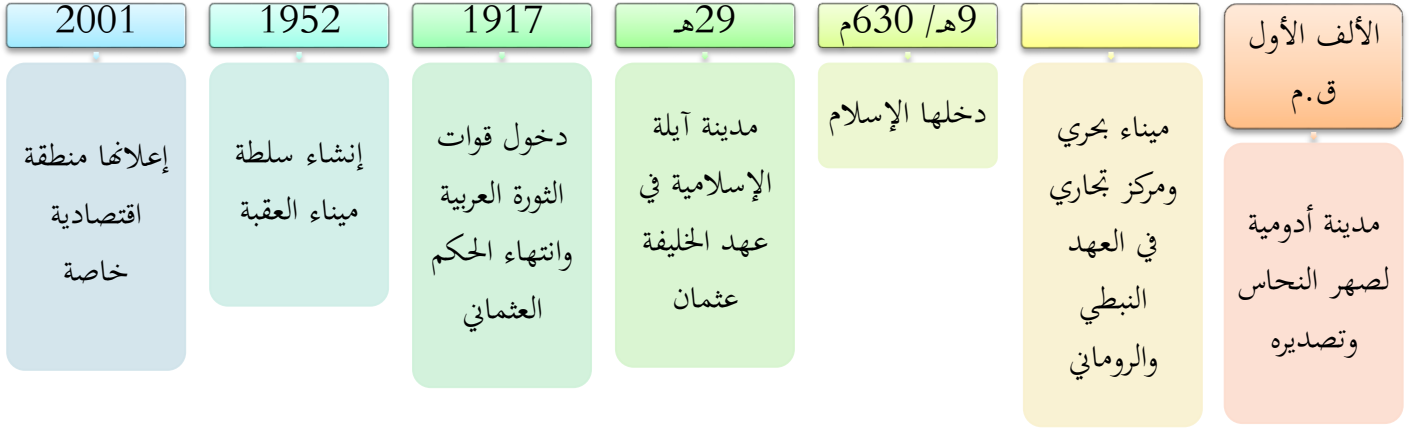 الألف الأول
ق.م
مدينة أدومية
لصهر النحاس
وتصديره
ميناء بحري
ومركز تجاري
في العهد
النبطي
والروماني
9هـ/ 630م
دخلها الإسلام
29هـ
مدينة آيلة
الإسلامية في
عهد الخليفة
عثمان
1917
دخول قوات
الثورة العربية
وانتهاء الحكم
العثماني
1952
إنشاء سلطة
ميناء العقبة
2001
إعلانها منطقة
اقتصادية
خاصة